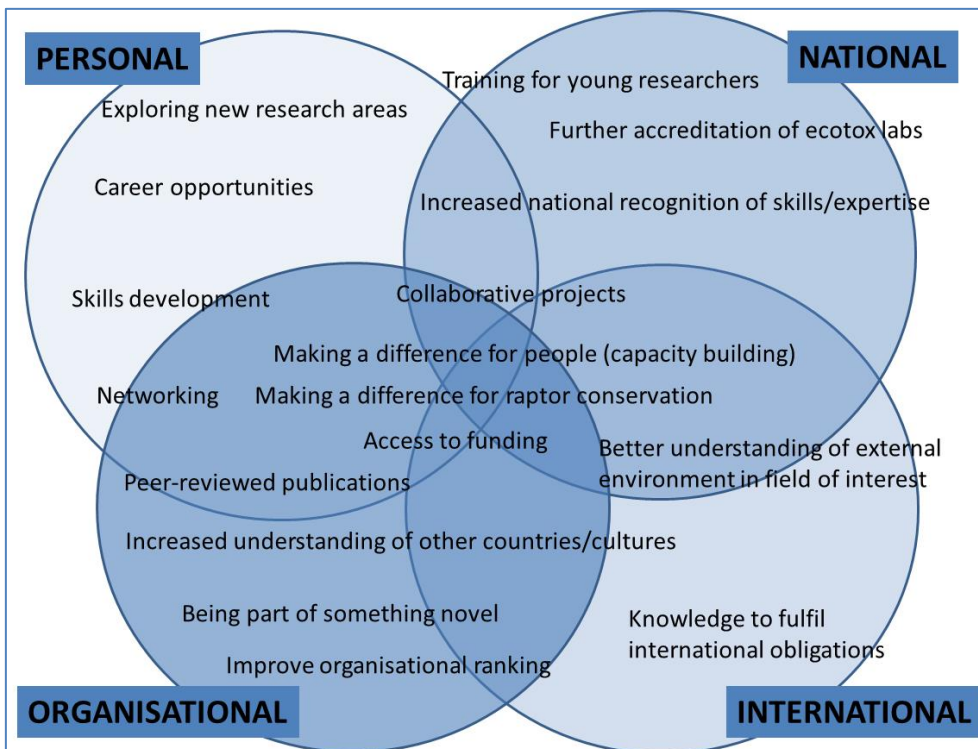 PERSONAL
NATIONAL
Training for young researchers
Exploring new research areas
Further accreditation of ecotox labs
Career opportunities
Increased national recognition of skills/expertise
Skills development
Collaborative projects
Making a difference for people (capacity building)
Networking
Making a difference for raptor conservation
Access to funding
Better understanding of external
environment in field of interest
Peer-reviewed publications
Increased understanding of other countries/cultures
Being part of something novel
Knowledge to fulfil
international obligations
Improve organisational ranking
ORGANISATIONAL
INTERNATIONAL